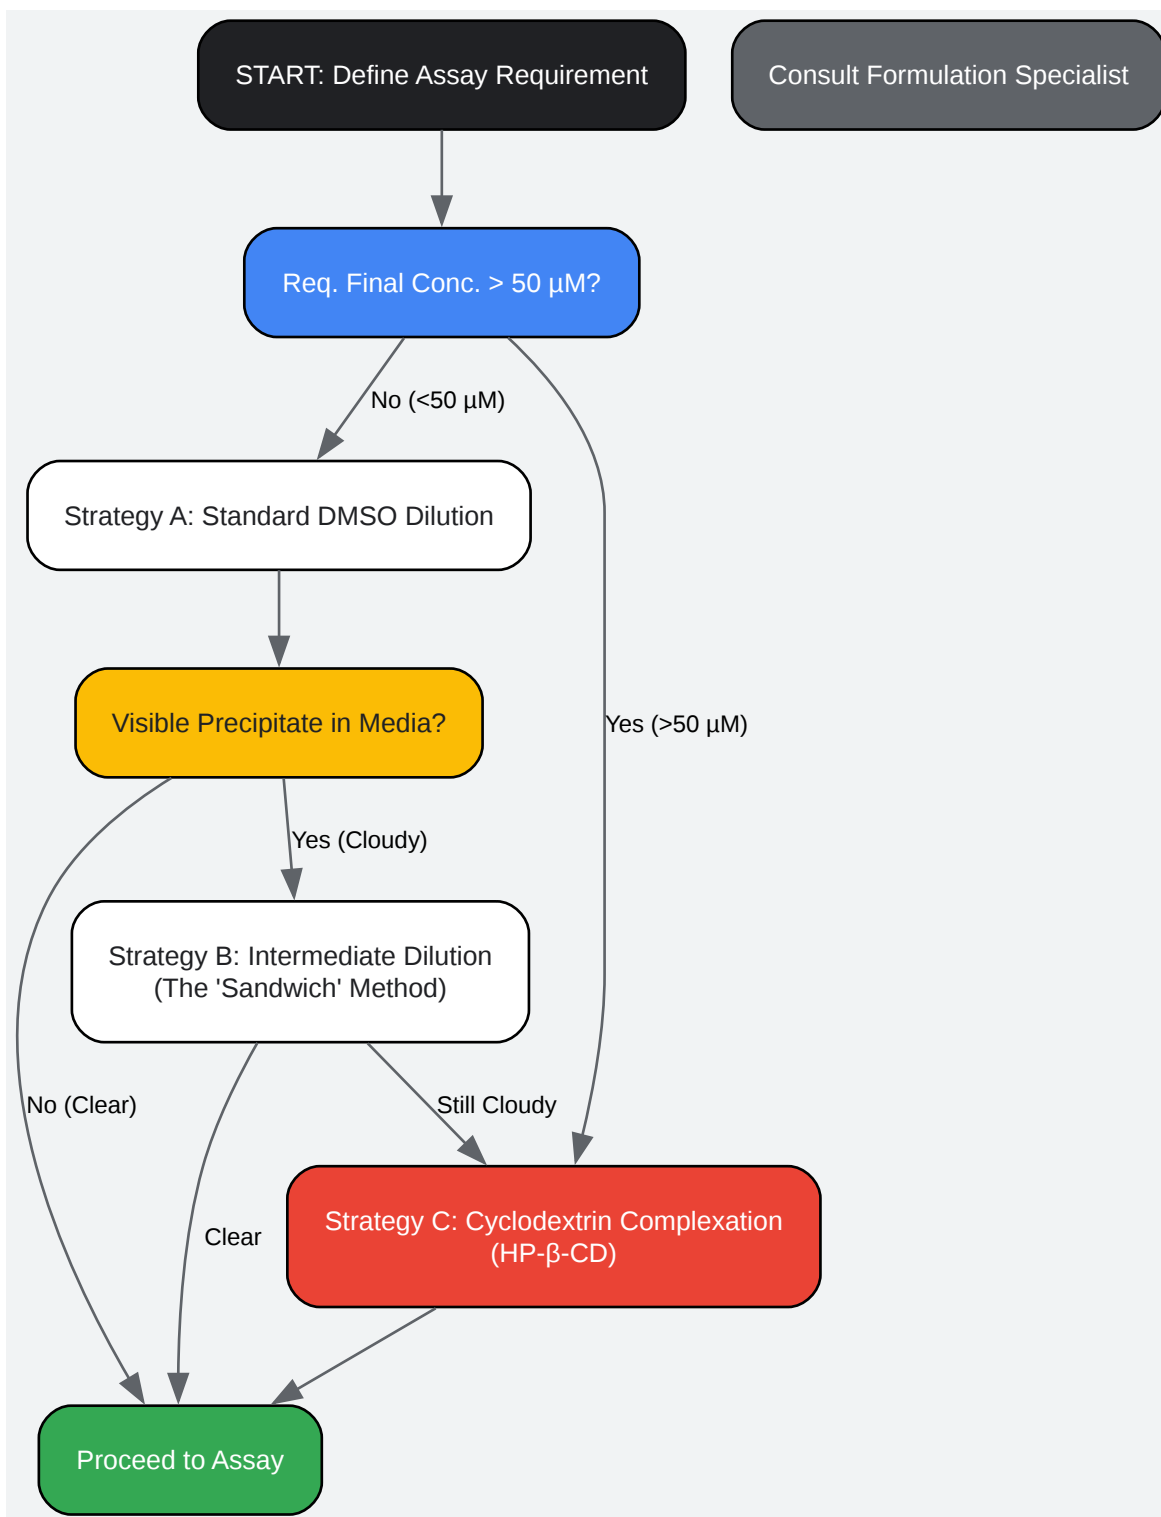 START: Define Assay Requirement
Consult Formulation Specialist
Req. Final Conc. > 50 µM?
No (<50 µM)
Strategy A: Standard DMSO Dilution
Visible Precipitate in Media?
Yes (>50 µM)
Yes (Cloudy)
Strategy B: Intermediate Dilution
(The 'Sandwich' Method)
No (Clear)
Still Cloudy
Clear
Strategy C: Cyclodextrin Complexation
(HP-β-CD)
Proceed to Assay